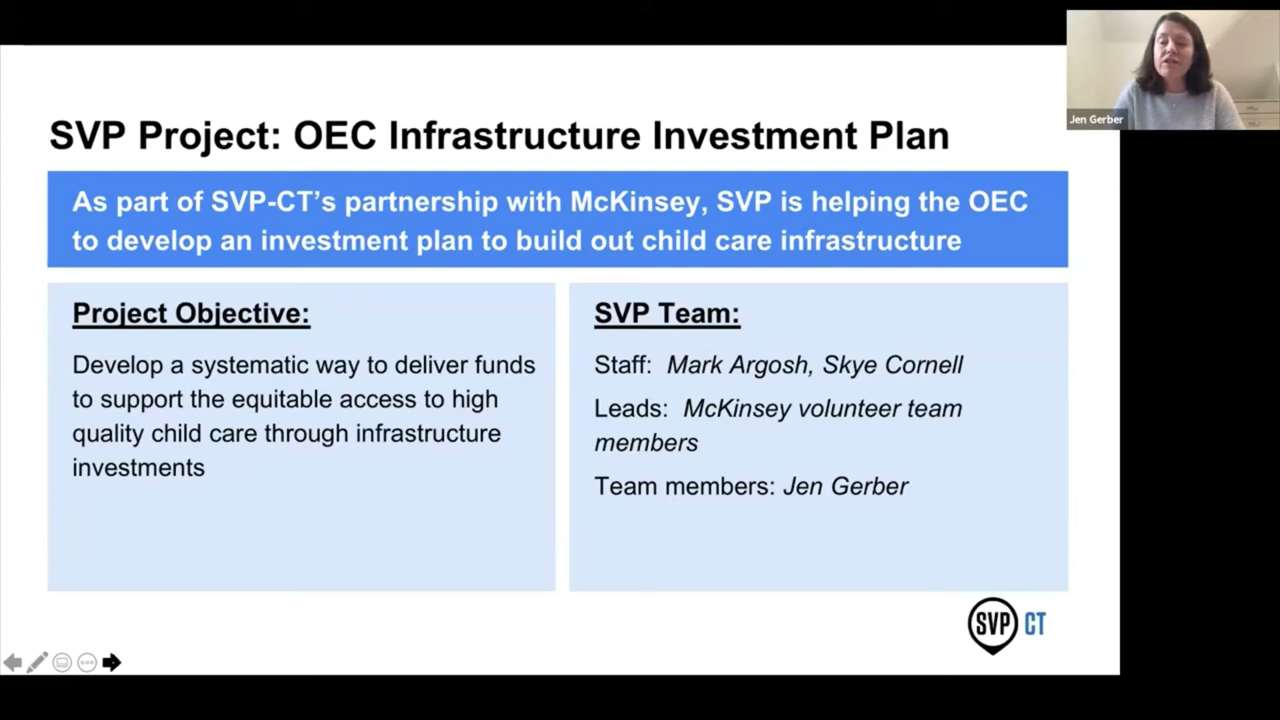 SVP Project: OEC Infrastructure Investment Plan
As part of SVP-CT’s partnership with McKinsey, SVP is helping the OEC
to develop an investment plan to build out child care infrastructure
Project Objective:
Develop a systematic way to deliver funds
to support the equitable access to high
quality child care through infrastructure
investments
SVP Team:
Staff: Mark Argosh, Skye Cornell
Leads: McKinsey volunteer team
members
Team members: Jen Gerber
SVP CT
Jen Gerber